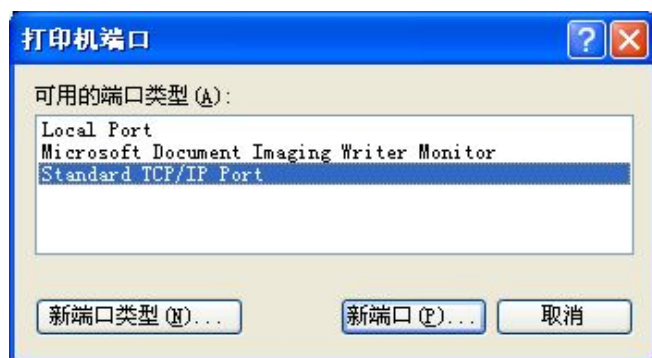 打印机端口
可用的端口类型(A):
Local Port
Microsoft Document Imaging Writer Monitor
Standard TCP/IP Port
新端口类型(N)... 新端口(P)... 取消